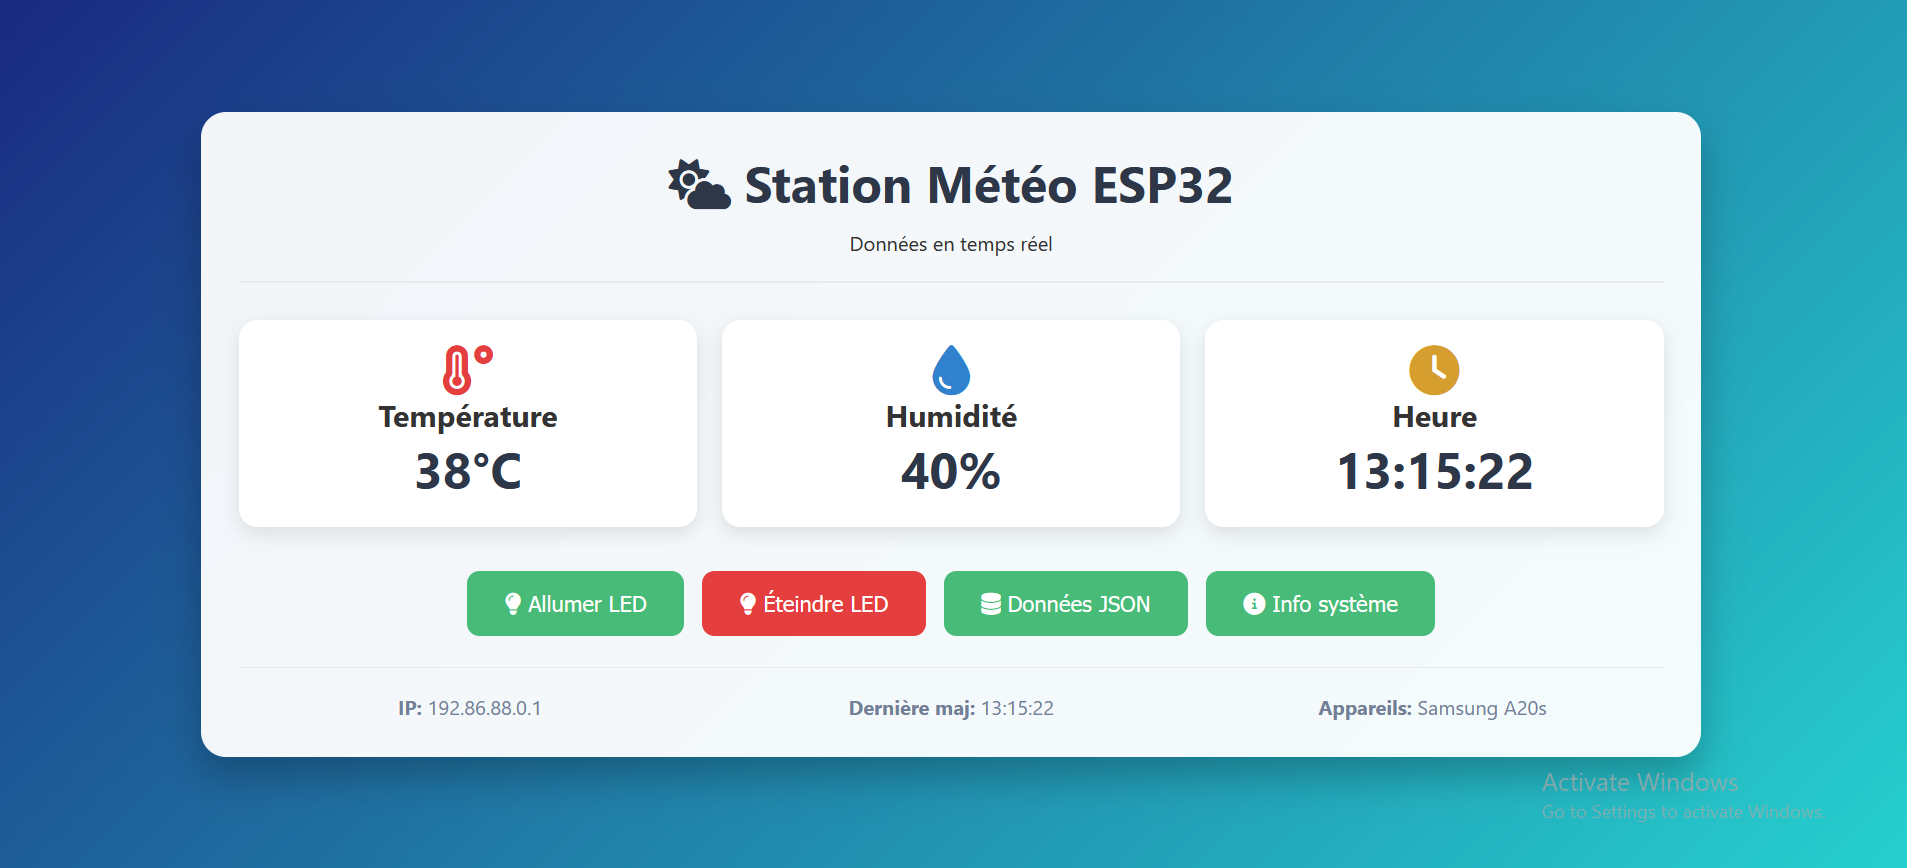 Station Météo ESP32
Données en temps réel
Température
38°C
Humidité
40%
Heure
13:15:22
Allumer LED
Éteindre LED
Données JSON
Info système
IP: 192.86.88.0.1
Dernière maj: 13:15:22
Appareils: Samsung A20s
Activate Windows
Go to Settings to activate Windows.